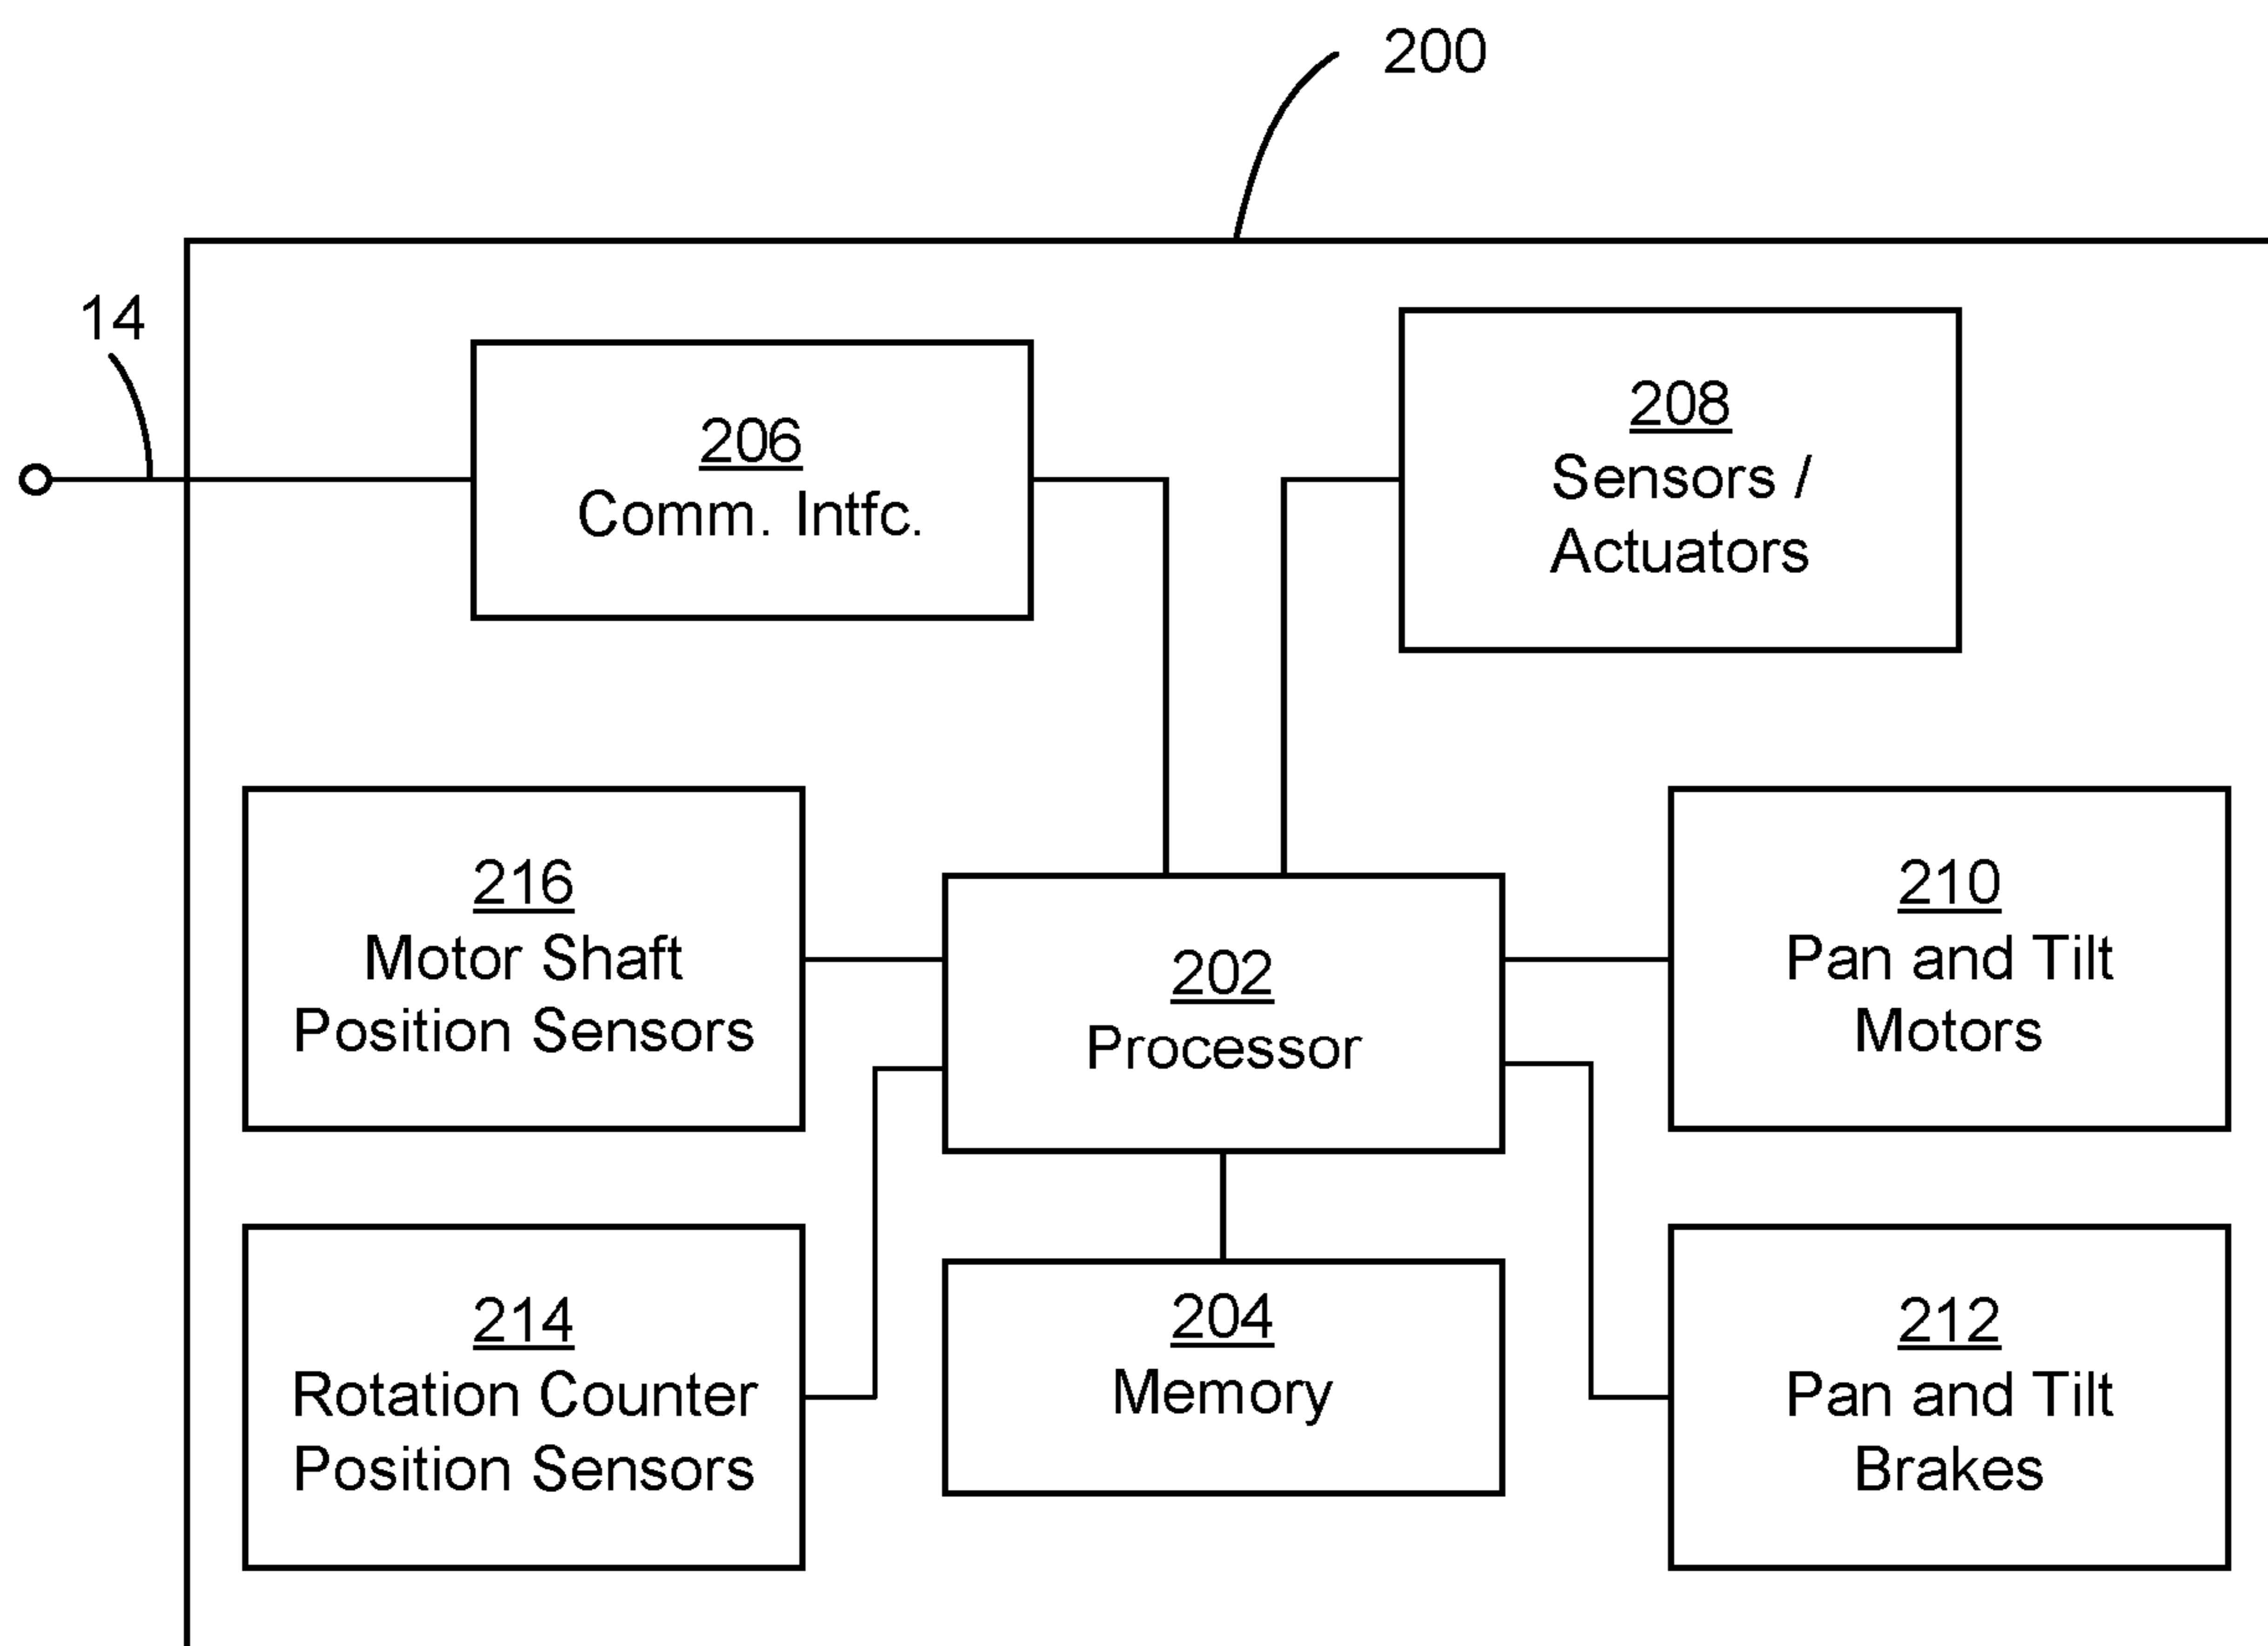 200
14
206
Comm. Intfc.
208
Sensors /
Actuators
216
Motor Shaft
Position Sensors
202
Processor
210
Pan and Tilt
Motors
214
Rotation Counter
Position Sensors
204
Memory
212
Pan and Tilt
Brakes